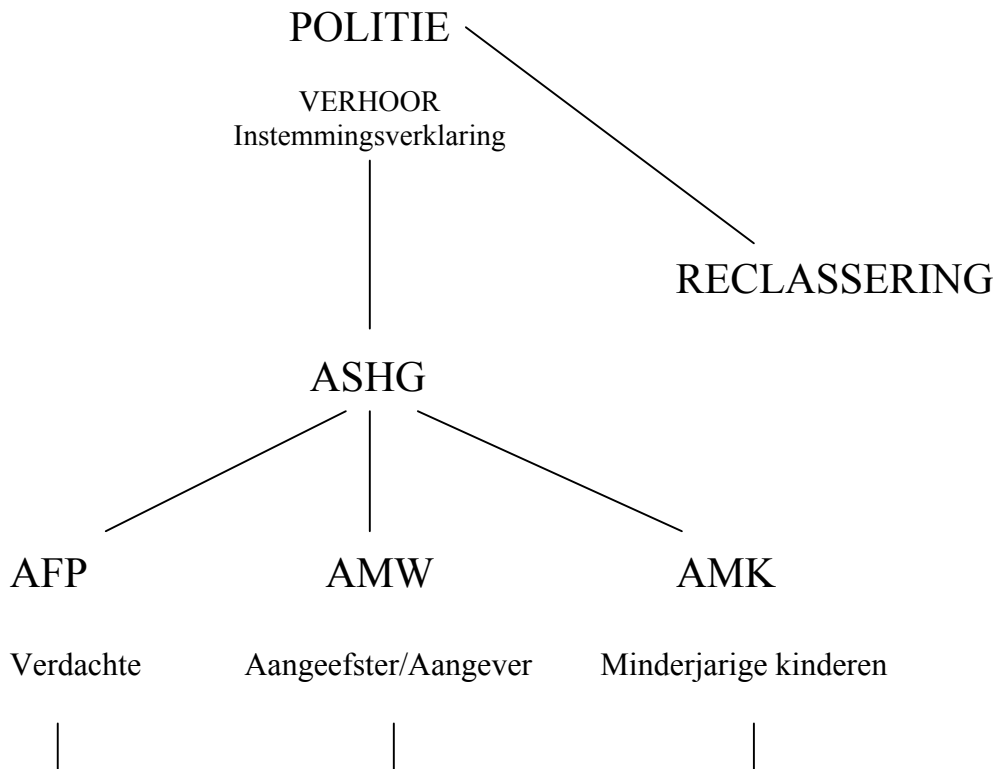 POLITIE
VERHOOR
Instemmingsverklaring
RECLASSERING
ASHG
AFP
AMW
AMK
Verdachte
Aangeefster/Aangever
Minderjarige kinderen